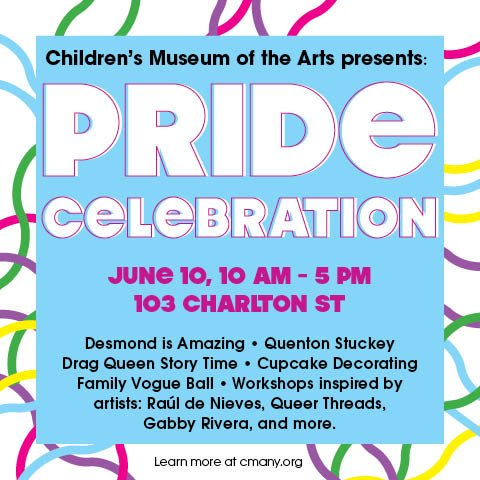 Children's Museum of the Arts presents:
PRIDe
CeLeBRATION
JUNe 10, 10 AM - 5 PM
103 CHARLTON ST
Desmond is Amazing • Quenton Stuckey
Drag Queen Story Time • Cupcake Decorating
Family Vogue Ball • Workshops inspired by
artists: Raúl de Nieves, Queer Threads,
Gabby Rivera, and more.
Learn more at cmany.org